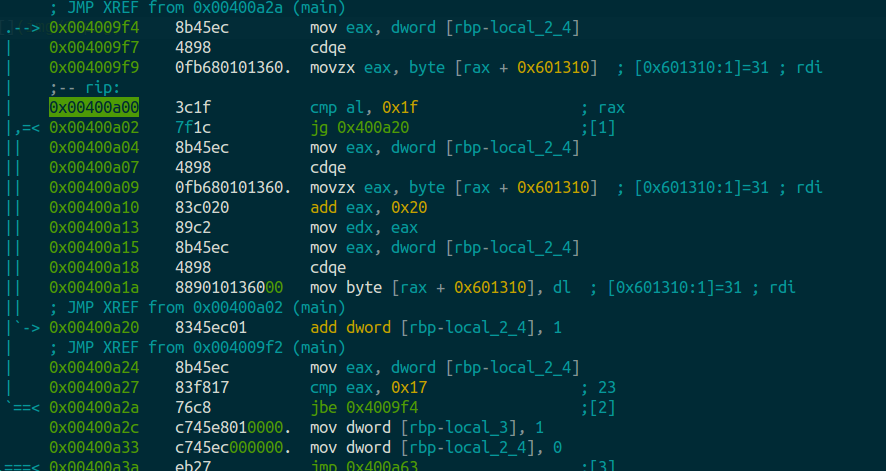 ; JMP XREF from 0x00400a2a (main)
.--> 0x004009f4 8b45ec mov eax, dword [rbp-local_2_4]
| 0x004009f7 4898 cdqe
| 0x004009f9 0fb680101360. movzx eax, byte [rax + 0x601310] ; [0x601310:1]=31 ; rdi
| ;-- rip:
| 0x00400a00 3c1f cmp al, 0x1f ; rax
|,=< 0x00400a02 7f1c jg 0x400a20 ;[1]
|| 0x00400a04 8b45ec mov eax, dword [rbp-local_2_4]
|| 0x00400a07 4898 cdqe
|| 0x00400a09 0fb680101360. movzx eax, byte [rax + 0x601310] ; [0x601310:1]=31 ; rdi
|| 0x00400a10 83c020 add eax, 0x20
|| 0x00400a13 89c2 mov edx, eax
|| 0x00400a15 8b45ec mov eax, dword [rbp-local_2_4]
|| 0x00400a18 4898 cdqe
|| 0x00400a1a 889010136000 mov byte [rax + 0x601310], dl ; [0x601310:1]=31 ; rdi
|| ; JMP XREF from 0x00400a02 (main)
|`-> 0x00400a20 8345ec01 add dword [rbp-local_2_4], 1
| ; JMP XREF from 0x004009f2 (main)
| 0x00400a24 8b45ec mov eax, dword [rbp-local_2_4]
| 0x00400a27 83f817 cmp eax, 0x17 ; 23
`==< 0x00400a2a 76c8 jbe 0x4009f4 ;[2]
0x00400a2c c745e8010000. mov dword [rbp-local_3], 1
0x00400a33 c745ec000000. mov dword [rbp-local_2_4], 0
,===< 0x00400a3a eb27 jmp 0x400a63 ;[3]